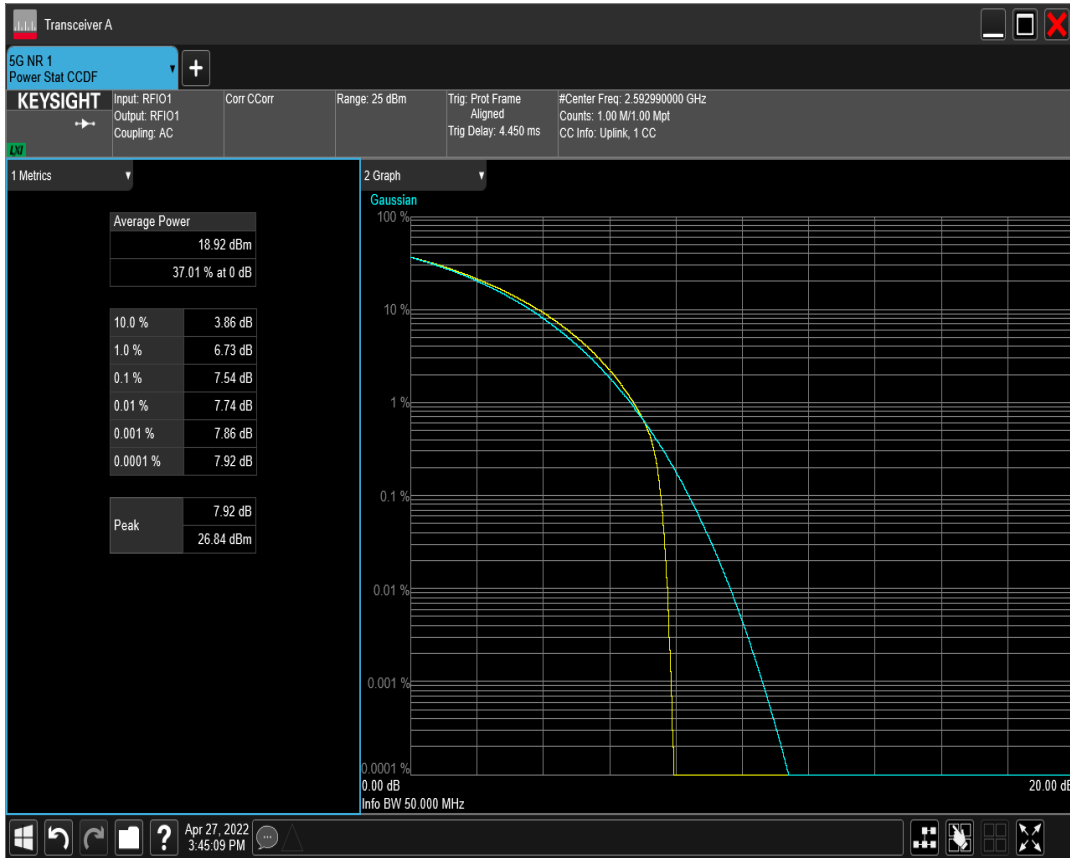 Transceiver A
5G NR 1
Power Stat CCDF
KEYSIGHT
Input: RFIO1
Output: RFIO1
Coupling: AC
Corr CCorr
Range: 25 dBm
Trig: Prot Frame
Aligned
Trig Delay: 4.450 ms
#Center Freq: 2.592990000 GHz
Counts: 1.00 M/1.00 Mpt
CC Info: Uplink, 1 CC
LXI
1 Metrics
Average Power
18.92 dBm
37.01 % at 0 dB
10.0 % 3.86 dB
1.0 % 6.73 dB
0.1 % 7.54 dB
0.01 % 7.74 dB
0.001 % 7.86 dB
0.0001 % 7.92 dB
Peak
7.92 dB
26.84 dBm
2 Graph
Gaussian
100 %
10 %
1 %
0.1 %
0.01 %
0.001 %
0.0001 %
0.00 dB 20.00 dB
Info BW 50.000 MHz
? Apr 27, 2022
3:45:09 PM